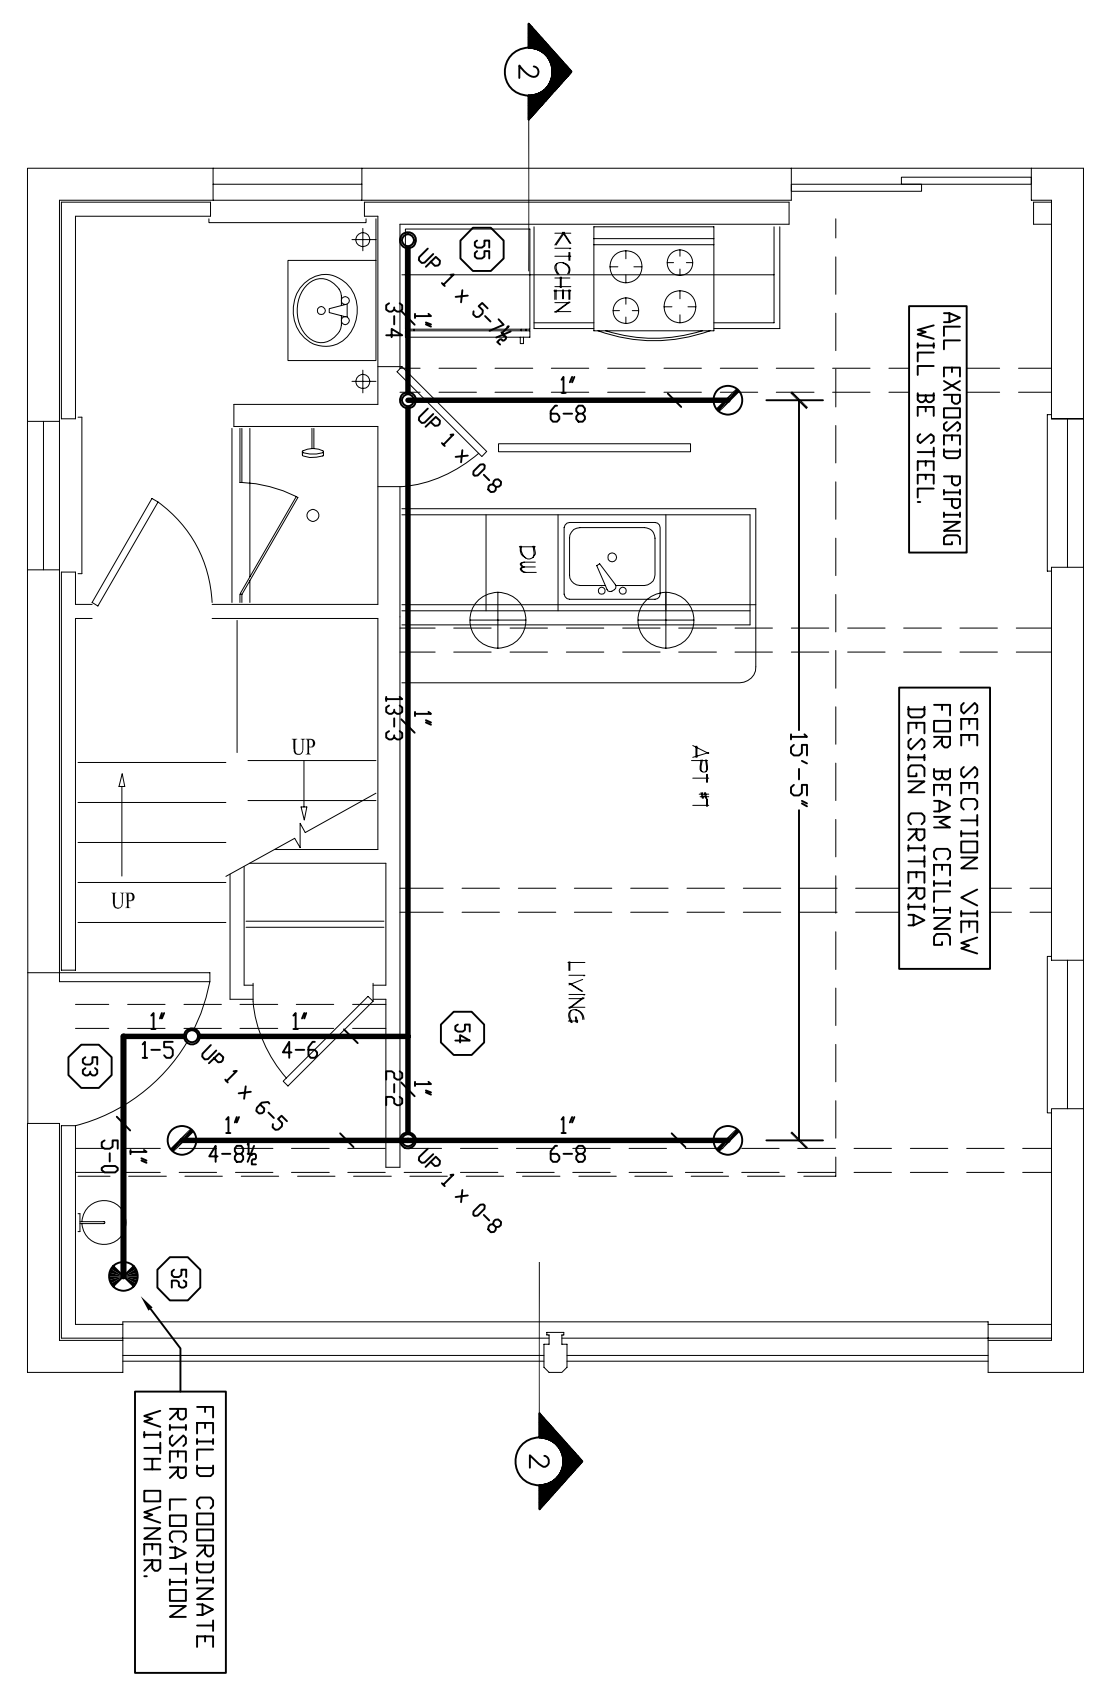 2
55
UP 1 x 5-7½
KITCHEN
1"
3-4
1"
6-8
UP 1 x 0-8
ALL EXPOSED PIPING
WILL BE STEEL.
DW
1"
13-3
UP
UP
APT #1
15'-5"
SEE SECTION VIEW
FOR BEAM CEILING
DESIGN CRITERIA
LIVING
54
1"
1-5
1"
4-6
53
UP 1 x 6-5
1"
2-2
1"
4-8½
1"
6-8
UP 1 x 0-8
1"
5-0
52
2
FEILD COORDINATE
RISER LOCATION
WITH OWNER.